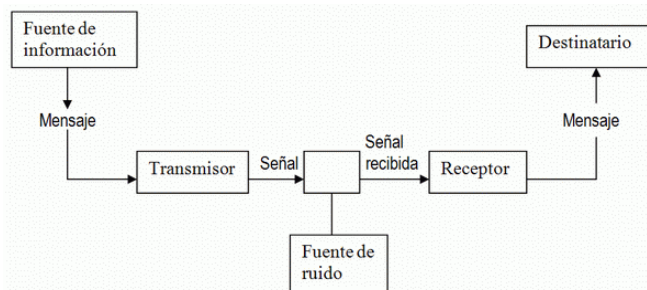 Fuente de
información
Destinatario
Mensaje
Mensaje
Transmisor
Señal
Señal
recibida
Receptor
Fuente de
ruido